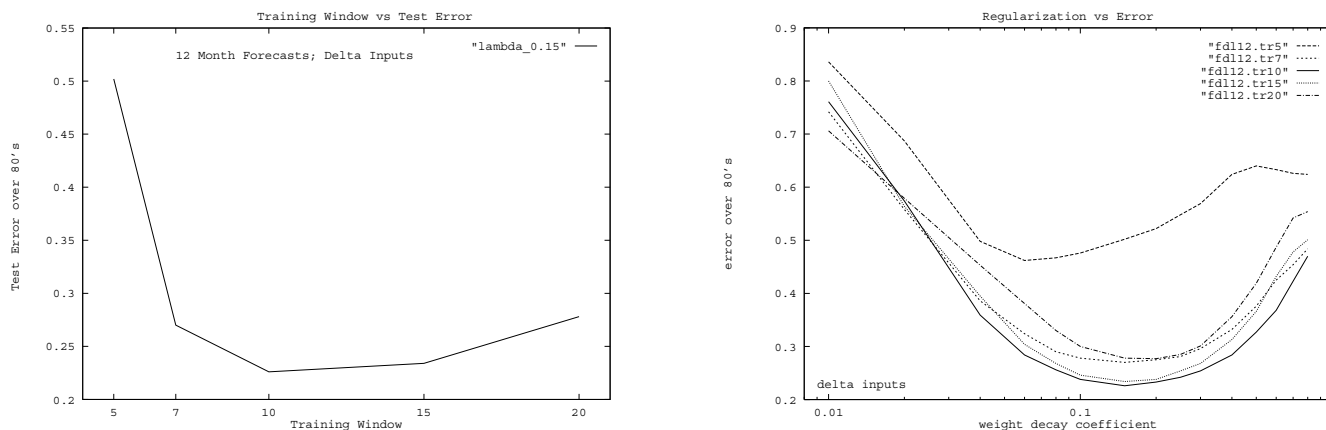 Training Window vs Test Error
0.55
0.5
0.45
0.4
0.35
0.3
0.25
0.2
Test Error over 80's
12 Month Forecasts; Delta Inputs
"lambda_0.15"
5
7
10
15
20
Training Window
Regularization vs Error
0.9
0.8
0.7
0.6
0.5
0.4
0.3
0.2
error over 80's
"fdl12.tr5"
"fdl12.tr7"
"fdl12.tr10"
"fdl12.tr15"
"fdl12.tr20"
delta inputs
0.01
0.1
weight decay coefficient